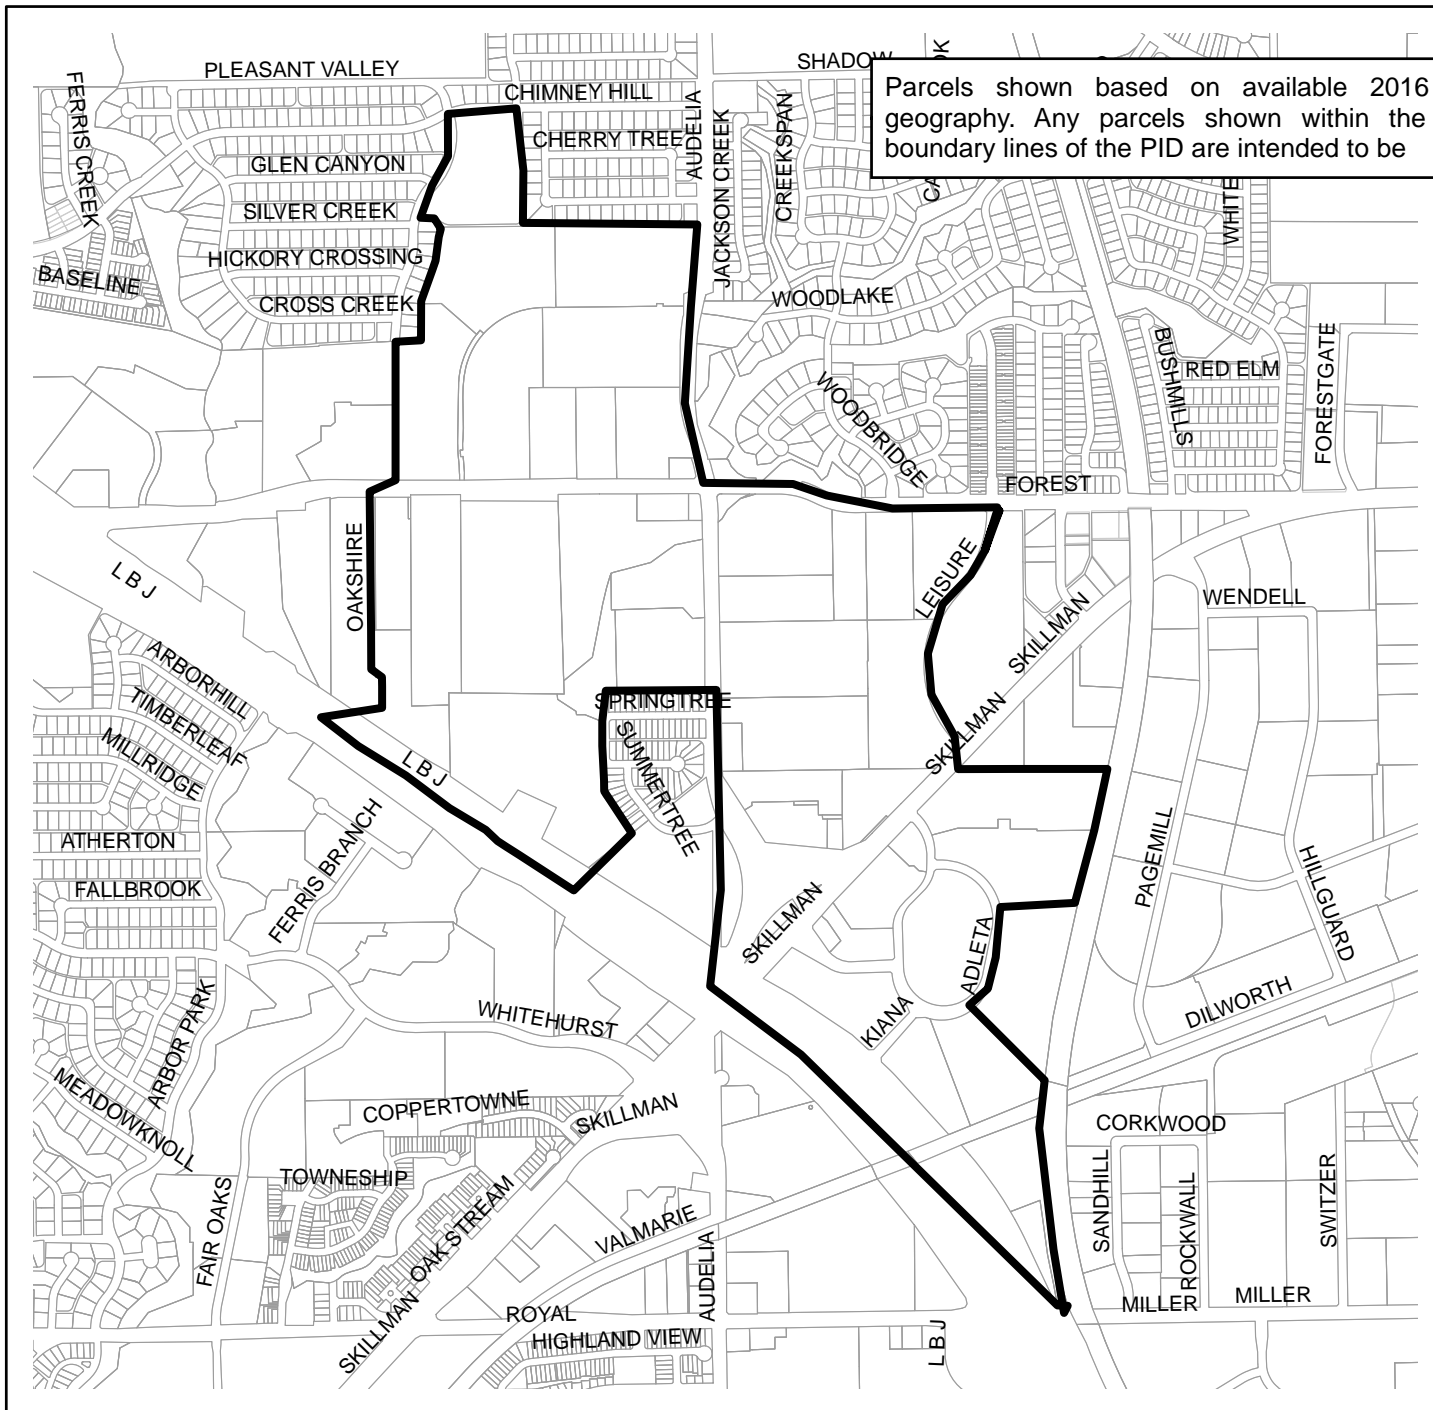 PLEASANT VALLEY
SHADOW
Parcels shown based on available 2016
geography. Any parcels shown within the
boundary lines of the PID are intended to be
FERRIS CREEK
CHIMNEY HILL
AUDELIA
JACKSON CREEK
CREEKSPAN
CHERRY TREE
GLEN CANYON
SILVER CREEK
HICKORY CROSSING
BASELINE
CROSS CREEK
WOODLAKE
WHITE
BUSHMILLS
RED ELM
FORESTGATE
WOODBRIDGE
FOREST
OAKSHIRE
LEISURE
SKILLMAN
WENDELL
L B J
ARBORHILL
TIMBERLEAF
MILLRIDGE
ATHERTON
FALLBROOK
L B J
SPRINGTREE
SUMMERTREE
SKILLMAN
FERRIS BRANCH
PAGEMILL
HILLGUARD
SKILLMAN
ADLETA
KIANA
DILWORTH
WHITEHURST
ARBOR PARK
MEADOWKNOLL
COPPERTOWNE
SKILLMAN
CORKWOOD
TOWNESHIP
OAK STREAM
FAIR OAKS
VALMARIE
AUDELIA
SANDHILL
ROCKWALL
SWITZER
SKILLMAN
ROYAL
HIGHLAND VIEW
MILLER
MILLER
L B J